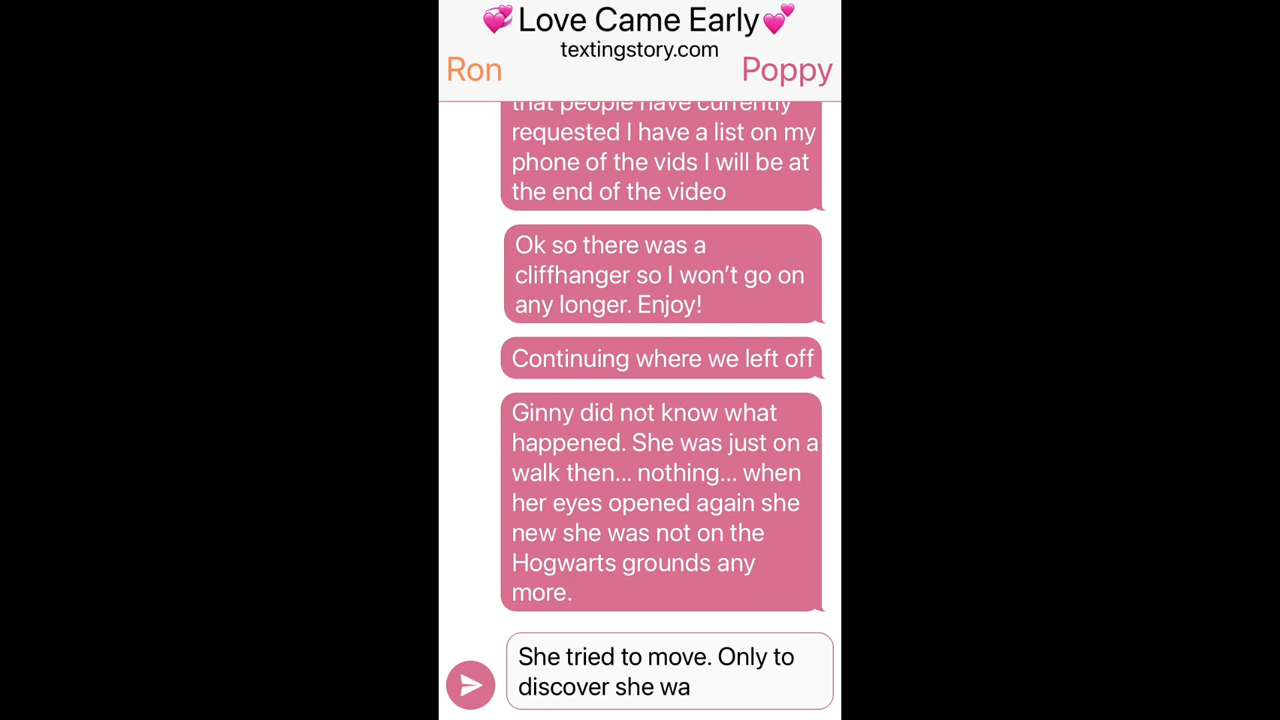 💞Love Came Early💕
textingstory.com
Ron
Poppy
that people have currently
requested I have a list on my
phone of the vids I will be at
the end of the video
Ok so there was a
cliffhanger so I won’t go on
any longer. Enjoy!
Continuing where we left off
Ginny did not know what
happened. She was just on a
walk then... nothing... when
her eyes opened again she
new she was not on the
Hogwarts grounds any
more.
She tried to move. Only to
discover she wa